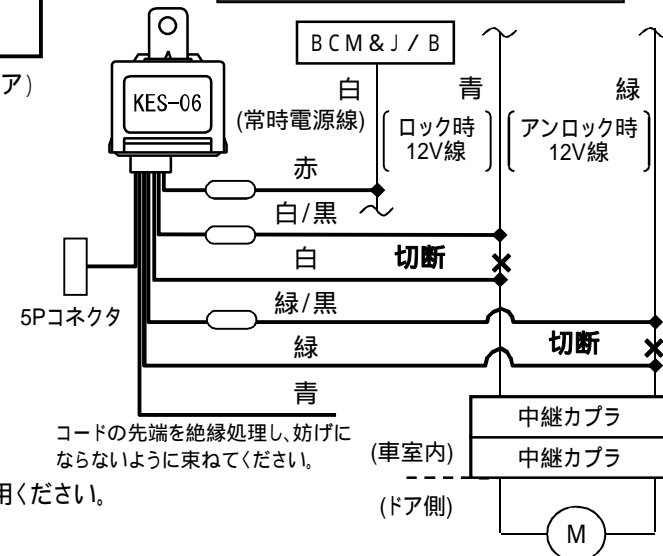 ア)
BCM&J/B
KES-06
白
(常時電源線)
青
ロック時
12V線
緑
アンロック時
12V線
赤
白/黒
白
切断
緑/黒
緑
切断
青
5Pコネクタ
コードの先端を絶縁処理し、妨げに
ならないように束ねてください。
用ください。
中継カプラ
(車室内)
中継カプラ
(ドア側)
M